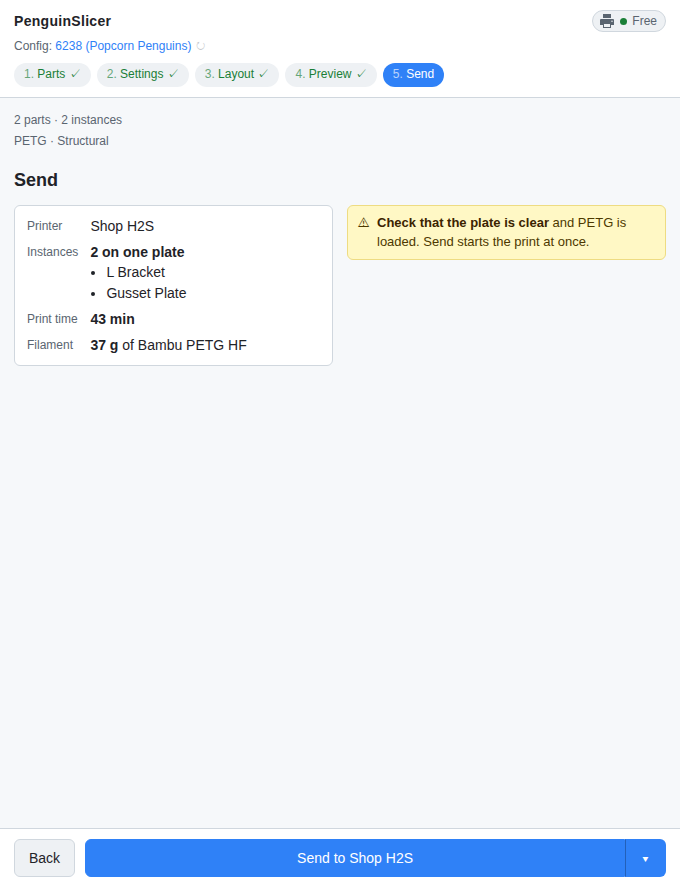 PenguinSlicer
Free
Config: 6238 (Popcorn Penguins)
1. Parts ✓ 2. Settings ✓ 3. Layout ✓ 4. Preview ✓ 5. Send
2 parts · 2 instances
PETG · Structural
Send
Printer Shop H2S
Instances 2 on one plate
• L Bracket
• Gusset Plate
Print time 43 min
Filament 37 g of Bambu PETG HF
⚠ Check that the plate is clear and PETG is
loaded. Send starts the print at once.
Back Send to Shop H2S ▾